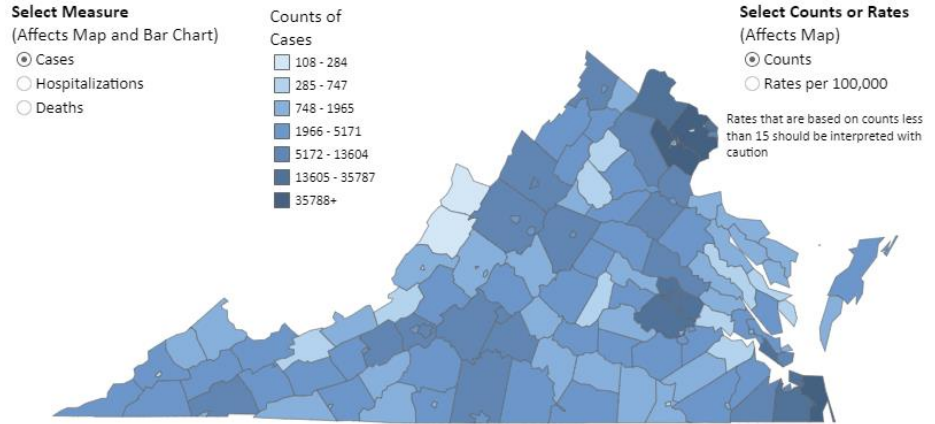 Select Measure
(Affects Map and Bar Chart)
Cases
Hospitalizations
Deaths
Counts of
Cases
108 - 284
285 - 747
748 - 1965
1966 - 5171
5172 - 13604
13605 - 35787
35788+
Select Counts or Rates
(Affects Map)
Counts
Rates per 100,000
Rates that are based on counts less
than 15 should be interpreted with
caution